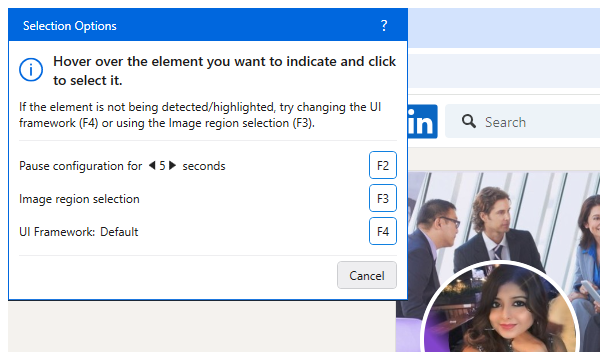 Selection Options ?
Hover over the element you want to indicate and click
to select it.
If the element is not being detected/highlighted, try changing the UI
framework (F4) or using the Image region selection (F3).
Pause configuration for 5 seconds F2
Image region selection F3
UI Framework: Default F4
Cancel
in
Search